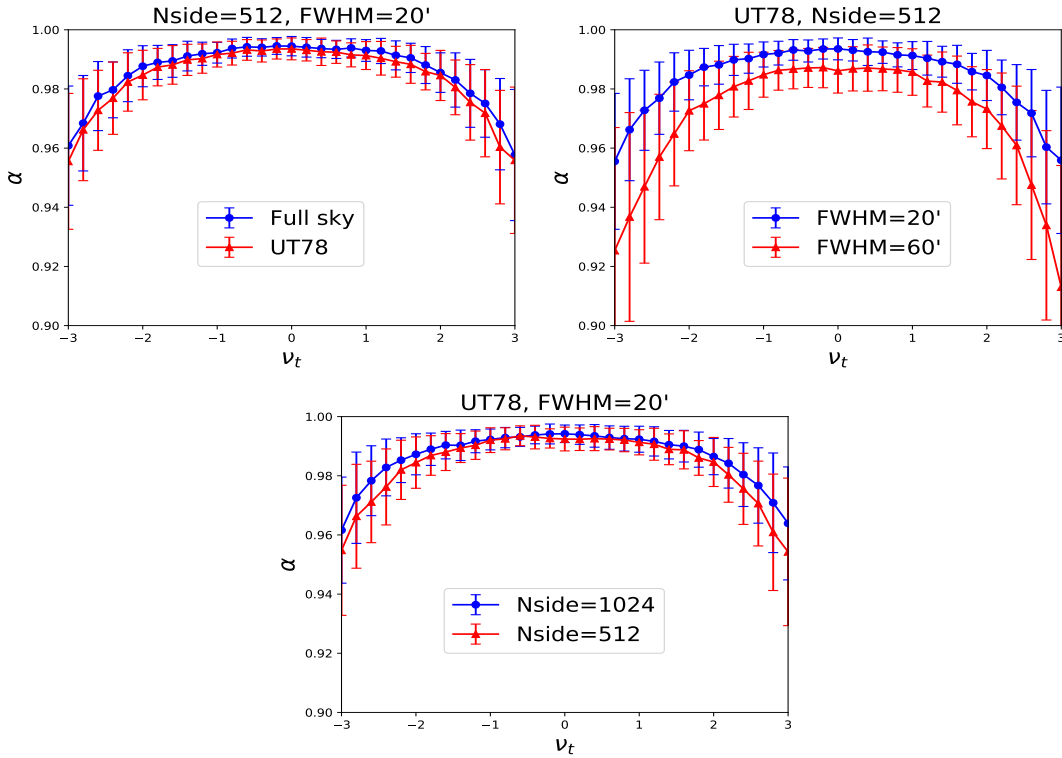 Nside=512, FWHM=20'
1.00
0.98
0.96
0.94
0.92
0.90
α
Full sky
UT78
−3
−2
−1
0
1
2
3
ν_t
UT78, Nside=512
1.00
0.98
0.96
0.94
0.92
0.90
α
FWHM=20'
FWHM=60'
−3
−2
−1
0
1
2
3
ν_t
UT78, FWHM=20'
1.00
0.98
0.96
0.94
0.92
0.90
α
Nside=1024
Nside=512
−3
−2
−1
0
1
2
3
ν_t